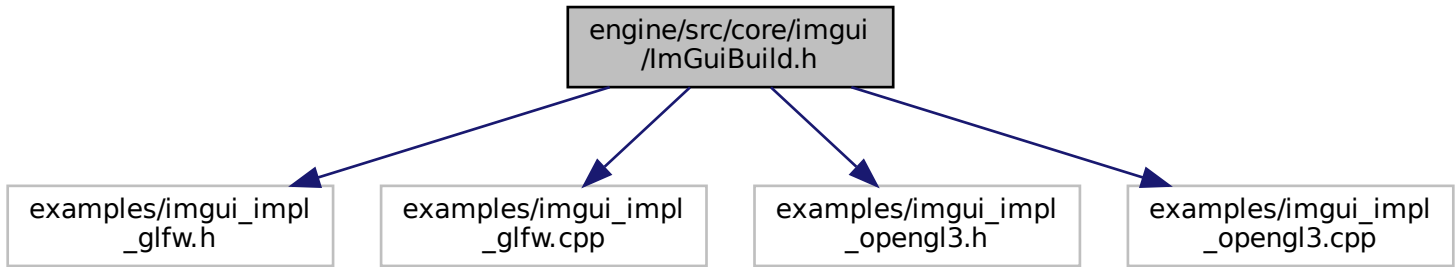 engine/src/core/imgui
/ImGuiBuild.h
examples/imgui_impl
_glfw.h
examples/imgui_impl
_glfw.cpp
examples/imgui_impl
_opengl3.h
examples/imgui_impl
_opengl3.cpp